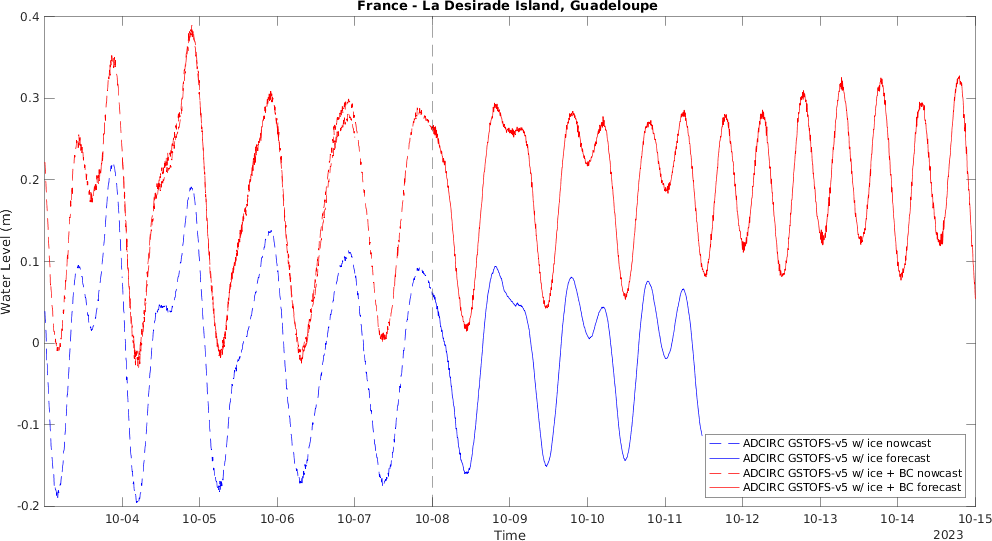 France - La Desirade Island, Guadeloupe
0.4
0.3
0.2
0.1
0
-0.1
-0.2
Water Level (m)
ADCIRC GSTOFS-v5 w/ ice nowcast
ADCIRC GSTOFS-v5 w/ ice forecast
ADCIRC GSTOFS-v5 w/ ice + BC nowcast
ADCIRC GSTOFS-v5 w/ ice + BC forecast
10-04 10-05 10-06 10-07 10-08 10-09 10-10 10-11 10-12 10-13 10-14 10-15
Time
2023